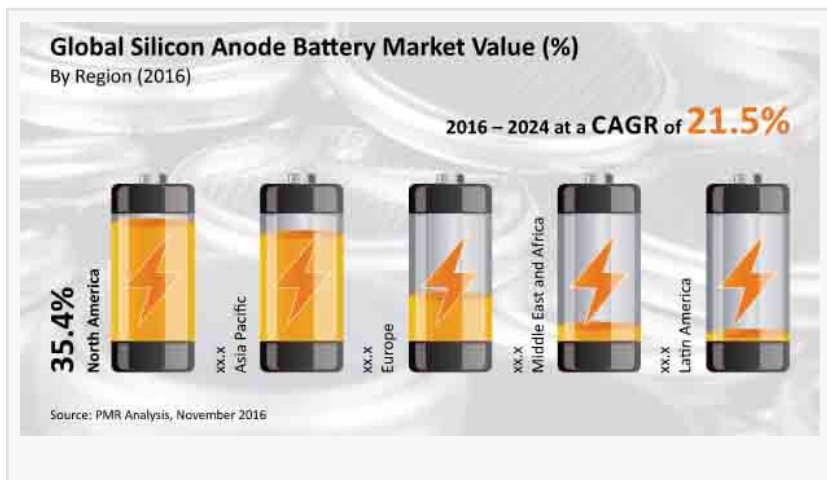 Global Silicon Anode Battery Market Value (%)
By Region (2016)
2016 – 2024 at a CAGR of 21.5%
35.4%
North America
xx.x
Asia Pacific
xx.x
Europe
xx.x
Middle East and Africa
xx.x
Latin America
Source: PMR Analysis, November 2016